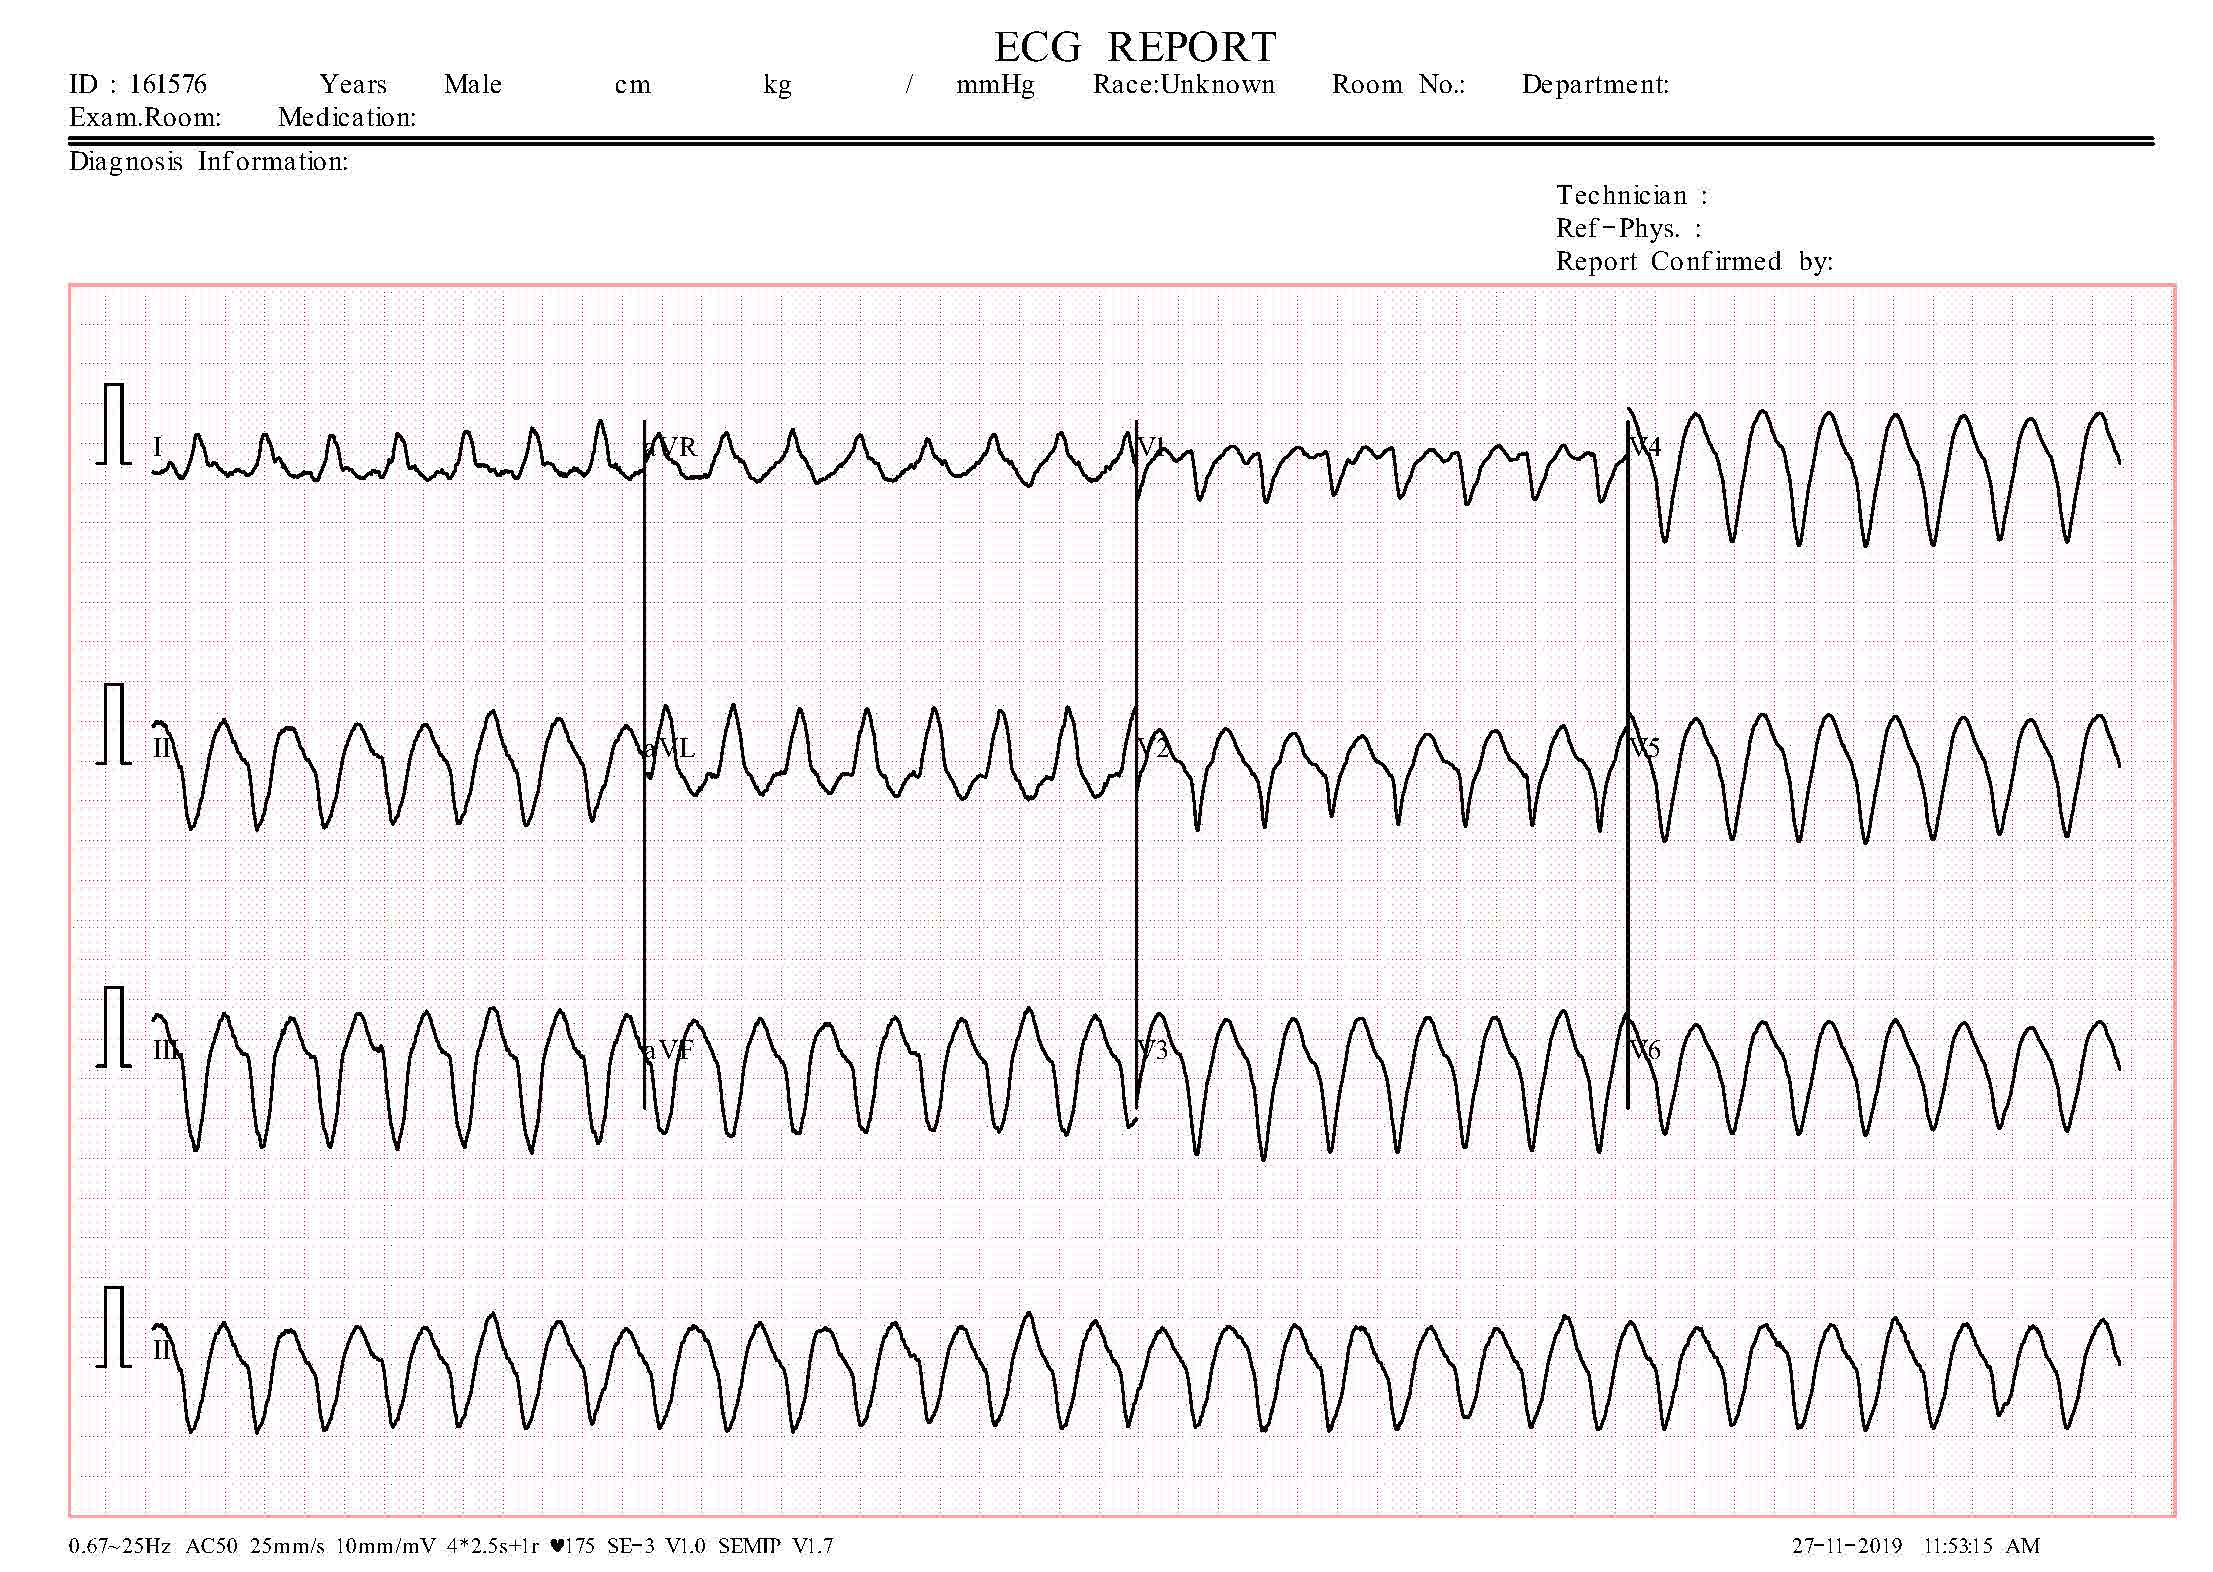 ECG REPORT
ID : 161576 Years Male cm kg / mmHg Race:Unknown Room No.: Department:
Exam.Room: Medication:
Diagnosis Information:
Technician :
Ref-Phys. :
Report Confirmed by:
I aVR V1 V4
II aVL V2 V5
III aVF V3 V6
II
0.67~25Hz AC50 25mm/s 10mm/mV 4*2.5s+1r ♥175 SE-3 V1.0 SEMIP V1.7 27-11-2019 11:53:15 AM